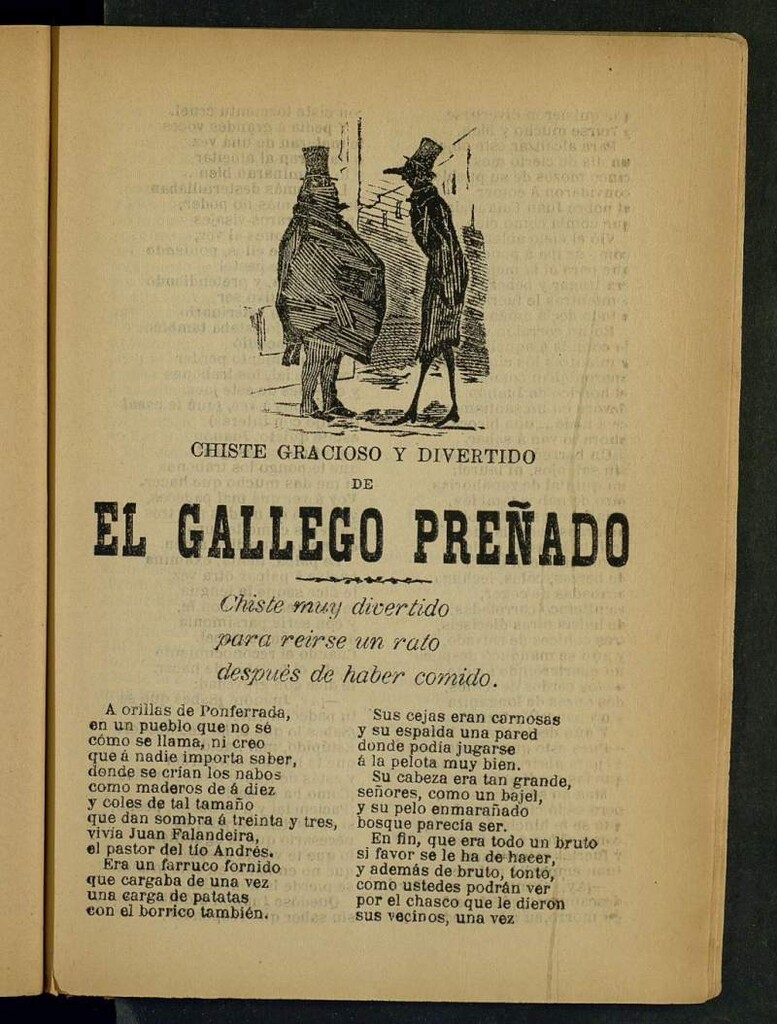 CHISTE GRACIOSO Y DIVERTIDO
DE
EL GALLEGO PREÑADO
Chiste muy divertido
para reirse un rato
después de haber comido.
A orillas de Ponferrada,
en un pueblo que no sé
cómo se llama, ni creo
que á nadie importa saber,
donde se crían los nabos
como maderos de á diez
y coles de tal tamaño
que dan sombra á treinta y tres,
vivía Juan Falandeira,
el pastor del tío Andrés.
Era un farruco fornido
que cargaba de una vez
una carga de patatas
con el borrico también.
Sus cejas eran carnosas
y su espalda una pared
donde podía jugarse
á la pelota muy bien.
Su cabeza era tan grande,
señores, como un bajel,
y su pelo enmarañado
bosque parecía ser.
En fin, que era todo un bruto
si favor se le ha de hacer,
y además de bruto, tonto,
como ustedes podrán ver
por el chasco que le dieron
sus vecinos, una vez